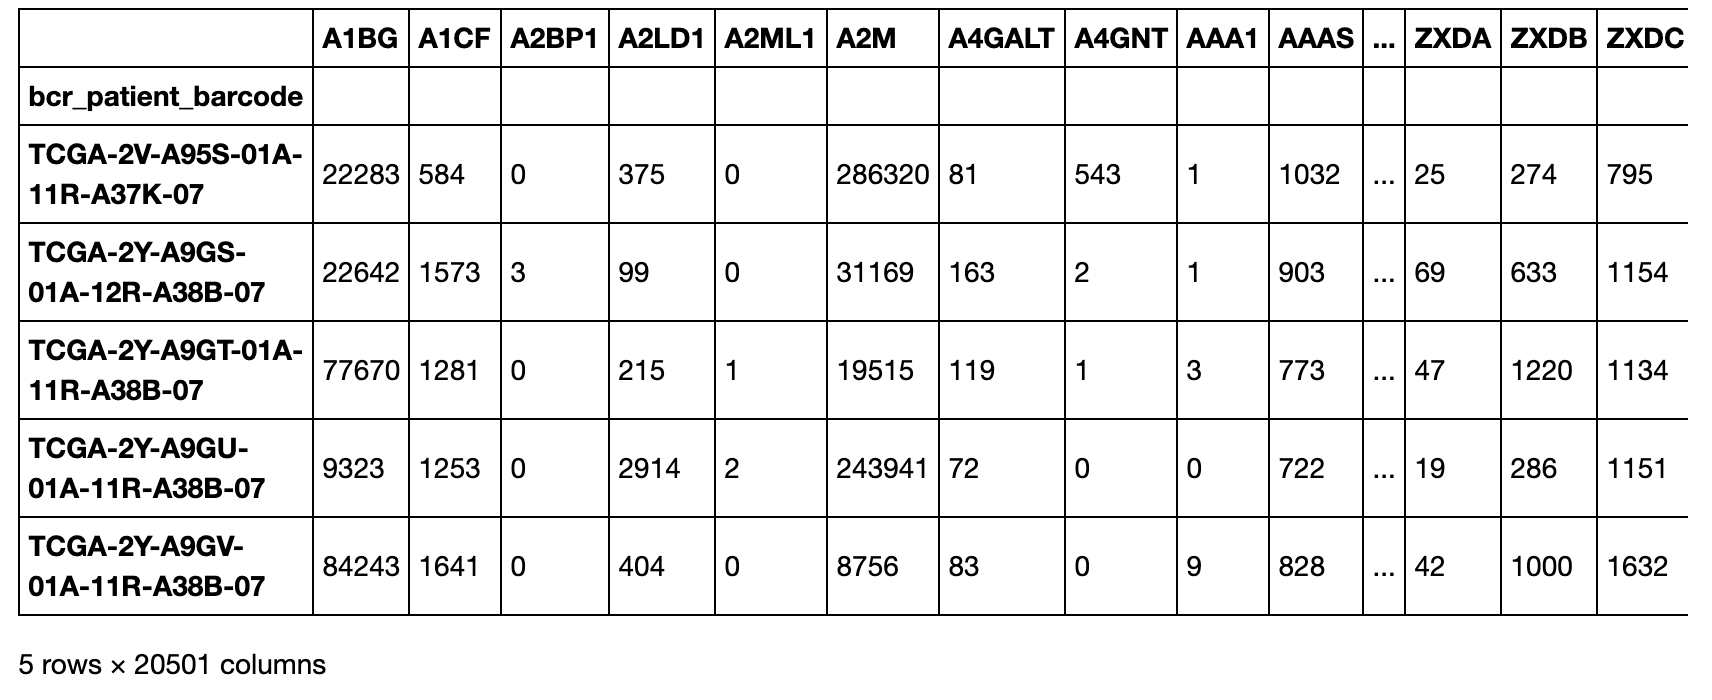 A1BG A1CF A2BP1 A2LD1 A2ML1 A2M A4GALT A4GNT AAA1 AAAS ... ZXDA ZXDB ZXDC
bcr_patient_barcode
TCGA-2V-A95S-01A-
11R-A37K-07 22283 584 0 375 0 286320 81 543 1 1032 ... 25 274 795
TCGA-2Y-A9GS-
01A-12R-A38B-07 22642 1573 3 99 0 31169 163 2 1 903 ... 69 633 1154
TCGA-2Y-A9GT-01A-
11R-A38B-07 77670 1281 0 215 1 19515 119 1 3 773 ... 47 1220 1134
TCGA-2Y-A9GU-
01A-11R-A38B-07 9323 1253 0 2914 2 243941 72 0 0 722 ... 19 286 1151
TCGA-2Y-A9GV-
01A-11R-A38B-07 84243 1641 0 404 0 8756 83 0 9 828 ... 42 1000 1632
5 rows × 20501 columns